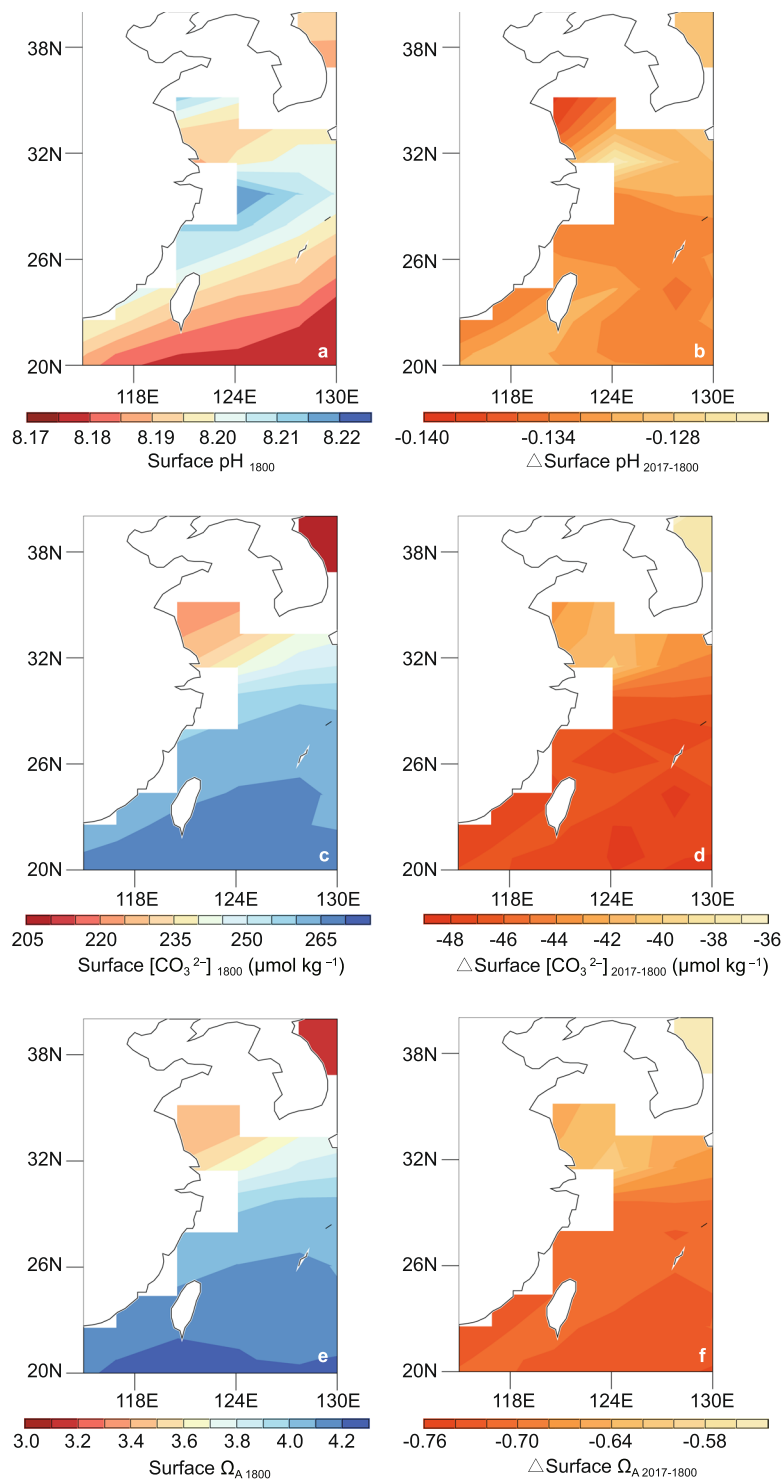 38N
32N
26N
20N
118E 124E 130E
a
8.17 8.18 8.19 8.20 8.21 8.22
Surface pH 1800
38N
32N
26N
20N
118E 124E 130E
b
-0.140 -0.134 -0.128
△Surface pH 2017-1800
38N
32N
26N
20N
118E 124E 130E
c
205 220 235 250 265
Surface [CO₃²⁻] 1800 (μmol kg⁻¹)
38N
32N
26N
20N
118E 124E 130E
d
-48 -46 -44 -42 -40 -38 -36
△Surface [CO₃²⁻] 2017-1800 (μmol kg⁻¹)
38N
32N
26N
20N
118E 124E 130E
e
3.0 3.2 3.4 3.6 3.8 4.0 4.2
Surface Ω_A 1800
38N
32N
26N
20N
118E 124E 130E
f
-0.76 -0.70 -0.64 -0.58
△Surface Ω_A 2017-1800